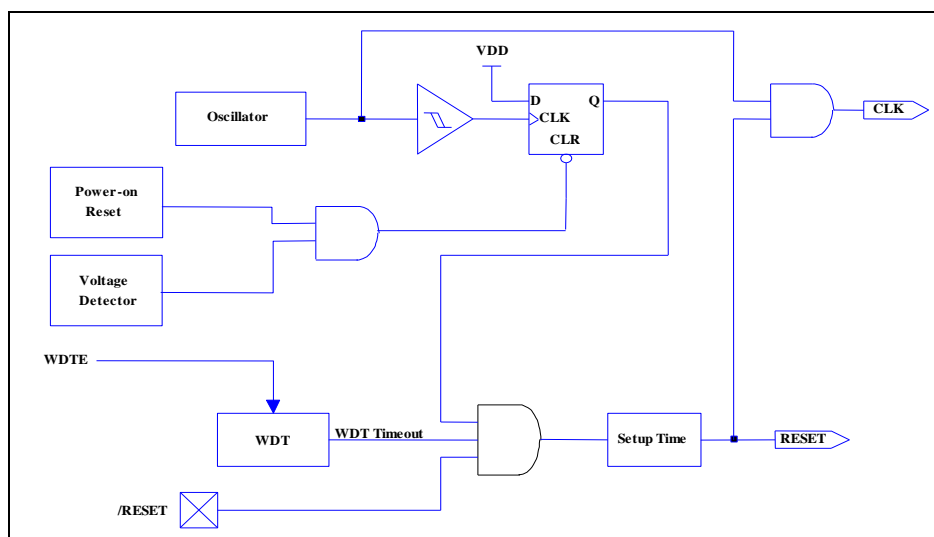 VDD
D
Q
Oscillator
CLK
CLK
CLR
Power-on
Reset
Voltage
Detector
WDTE
WDT
WDT Timeout
Setup Time
RESET
/RESET